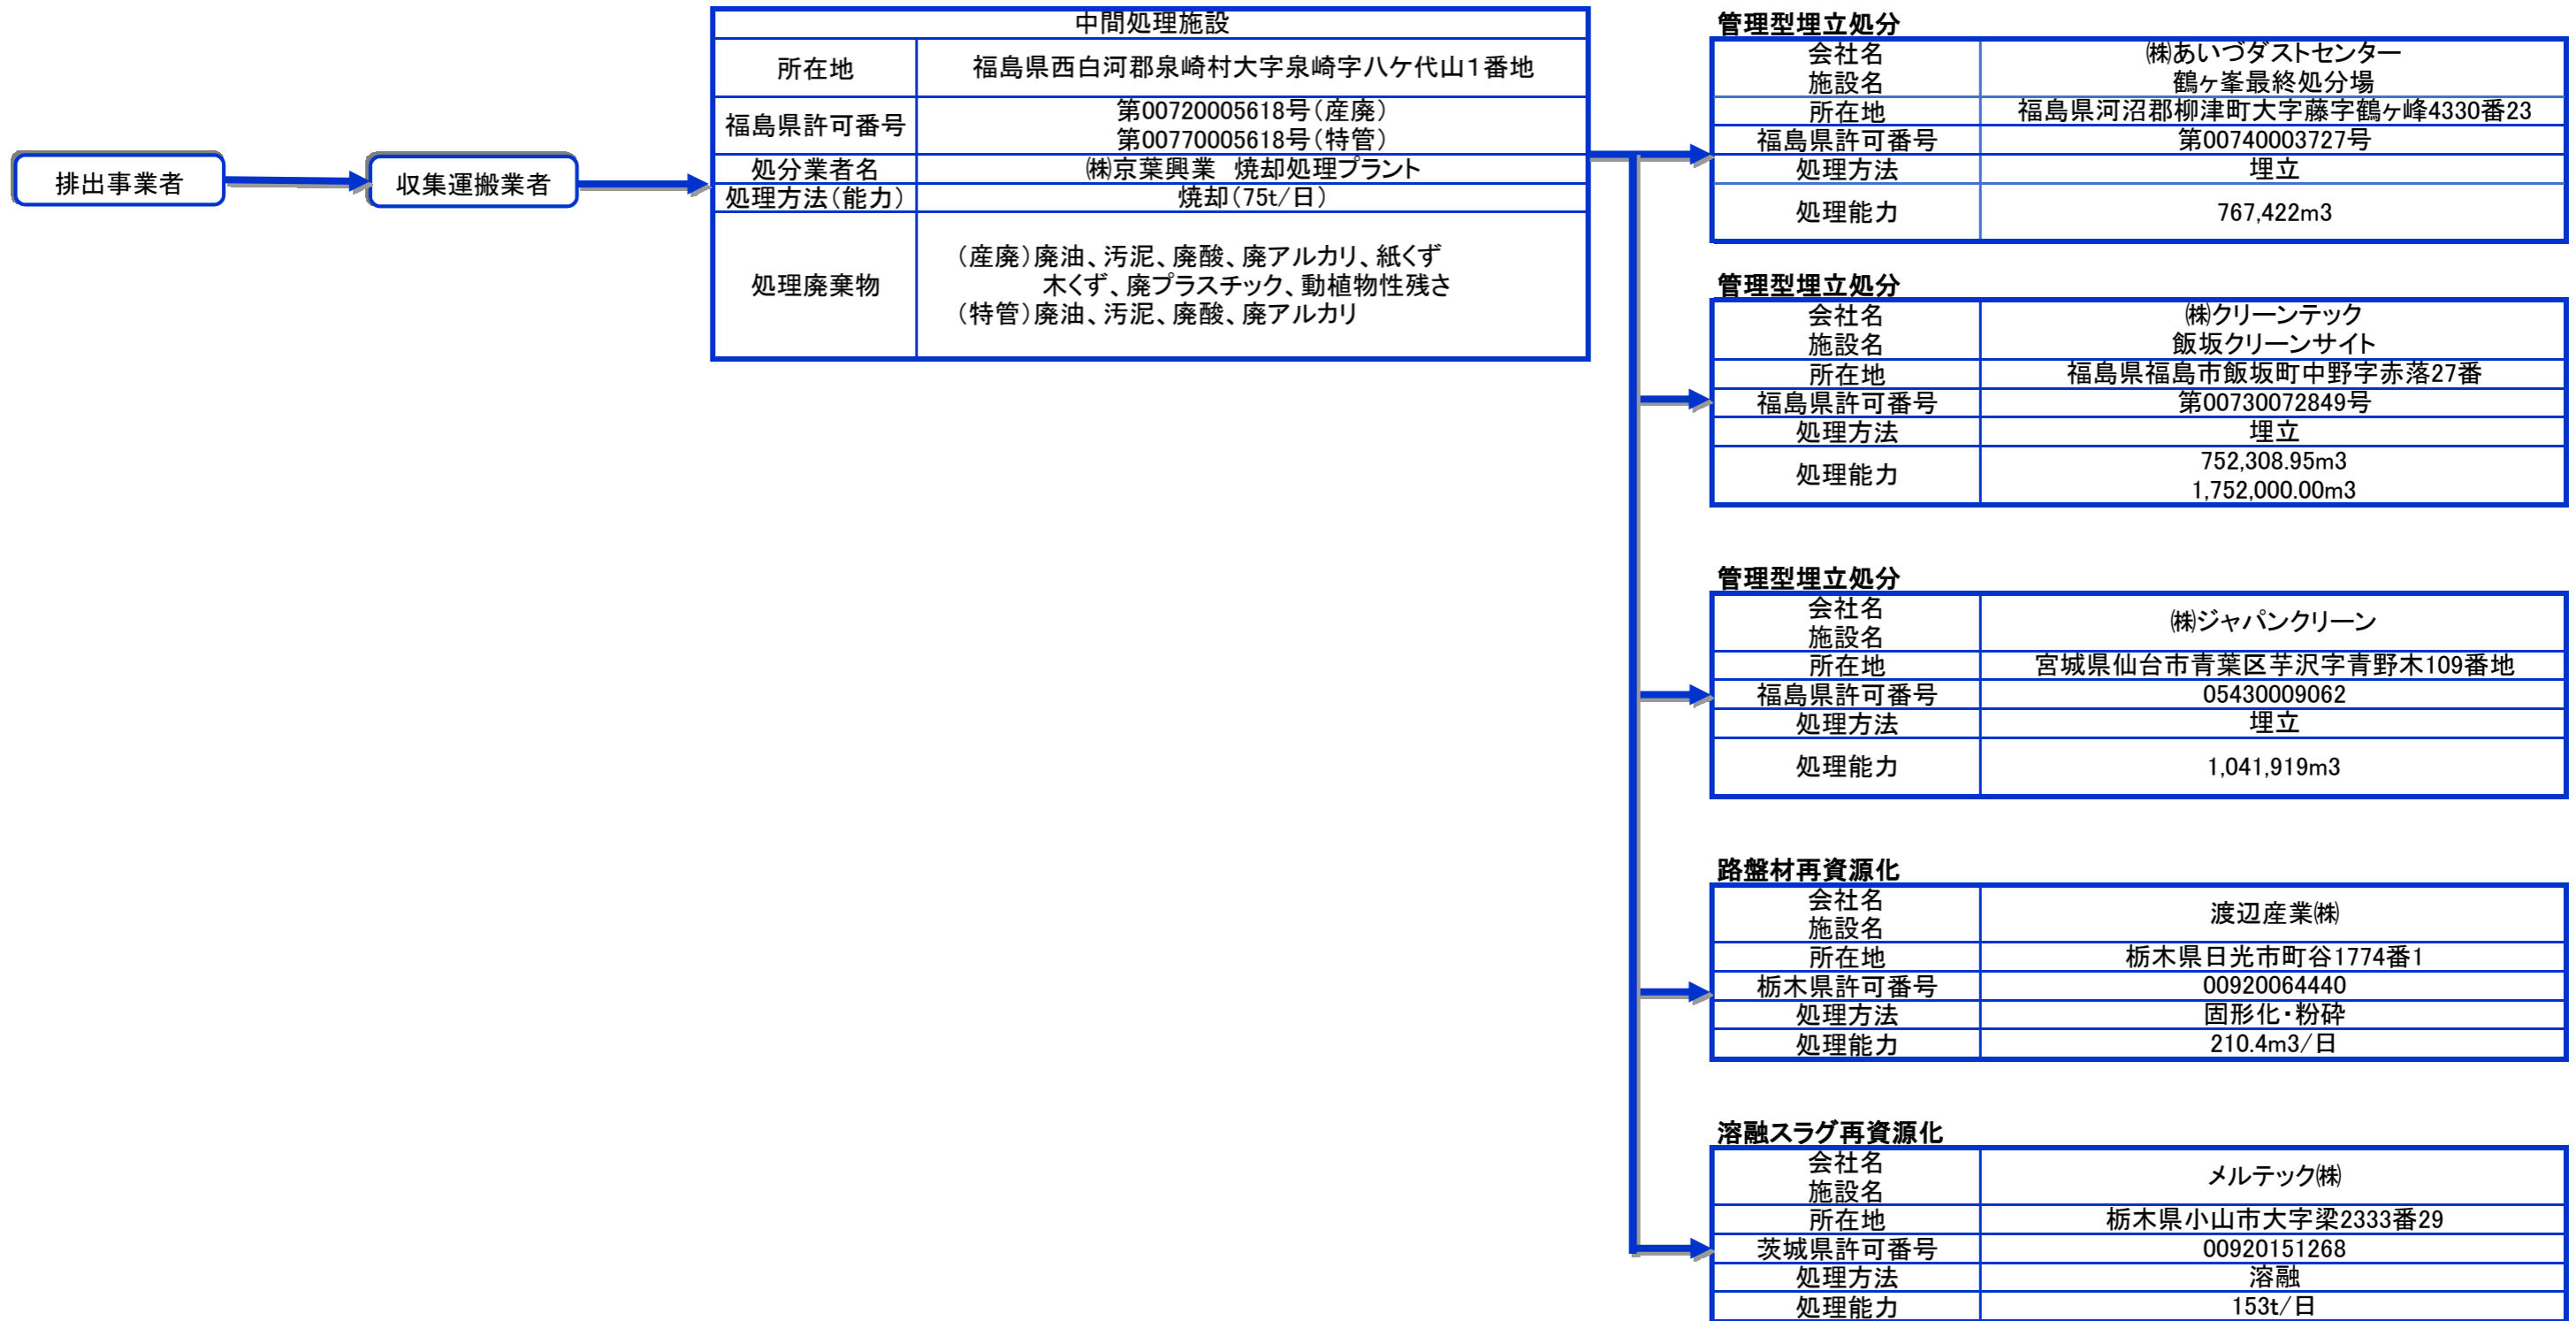 排出事業者
収集運搬業者
中間処理施設
所在地 福島県西白河郡泉崎村大字泉崎字八ケ代山1番地
福島県許可番号 第00720005618号(産廃)
第00770005618号(特管)
処分業者名 ㈱京葉興業 焼却処理プラント
処理方法(能力) 焼却(75t/日)
処理廃棄物 (産廃)廃油、汚泥、廃酸、廃アルカリ、紙くず
木くず、廃プラスチック、動植物性残さ
(特管)廃油、汚泥、廃酸、廃アルカリ
管理型埋立処分
会社名 ㈱あいづダストセンター
施設名 鶴ヶ峯最終処分場
所在地 福島県河沼郡柳津町大字藤字鶴ヶ峰4330番23
福島県許可番号 第00740003727号
処理方法 埋立
処理能力 767,422m3
管理型埋立処分
会社名 ㈱クリーンテック
施設名 飯坂クリーンサイト
所在地 福島県福島市飯坂町中野字赤落27番
福島県許可番号 第00730072849号
処理方法 埋立
処理能力 752,308.95m3
1,752,000.00m3
管理型埋立処分
会社名 ㈱ジャパンクリーン
施設名
所在地 宮城県仙台市青葉区芋沢字青野木109番地
福島県許可番号 05430009062
処理方法 埋立
処理能力 1,041,919m3
路盤材再資源化
会社名 渡辺産業㈱
施設名
所在地 栃木県日光市町谷1774番1
栃木県許可番号 00920064440
処理方法 固形化・粉砕
処理能力 210.4m3/日
溶融スラグ再資源化
会社名 メルテック㈱
施設名
所在地 栃木県小山市大字梁2333番29
茨城県許可番号 00920151268
処理方法 溶融
処理能力 153t/日